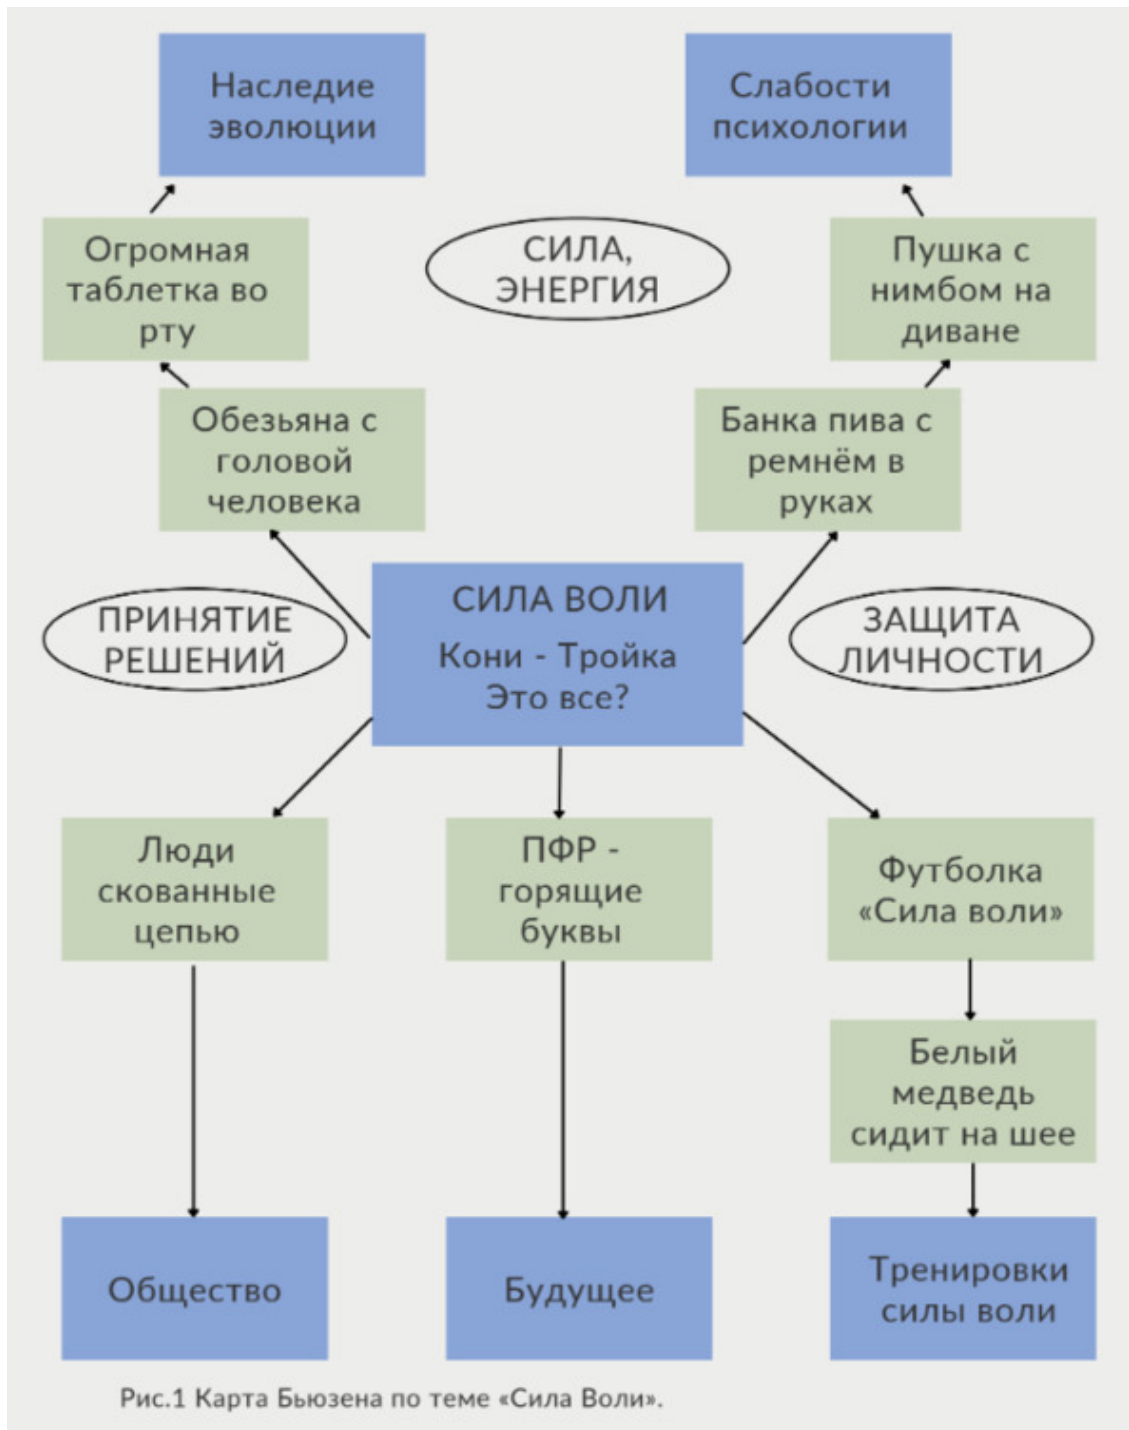 Наследие
эволюции
Слабости
психологии
Огромная
таблетка во
рту
СИЛА,
ЭНЕРГИЯ
Пушка с
нимбом на
диване
Обезьяна с
головой
человека
Банка пива с
ремнём в
руках
ПРИНЯТИЕ
РЕШЕНИЙ
СИЛА ВОЛИ
Кони - Тройка
Это все?
ЗАЩИТА
ЛИЧНОСТИ
Люди
скованные
цепью
ПФР -
горящие
буквы
Футболка
«Сила воли»
Белый
медведь
сидит на шее
Общество
Будущее
Тренировки
силы воли
Рис.1 Карта Бьюзена по теме «Сила Воли».